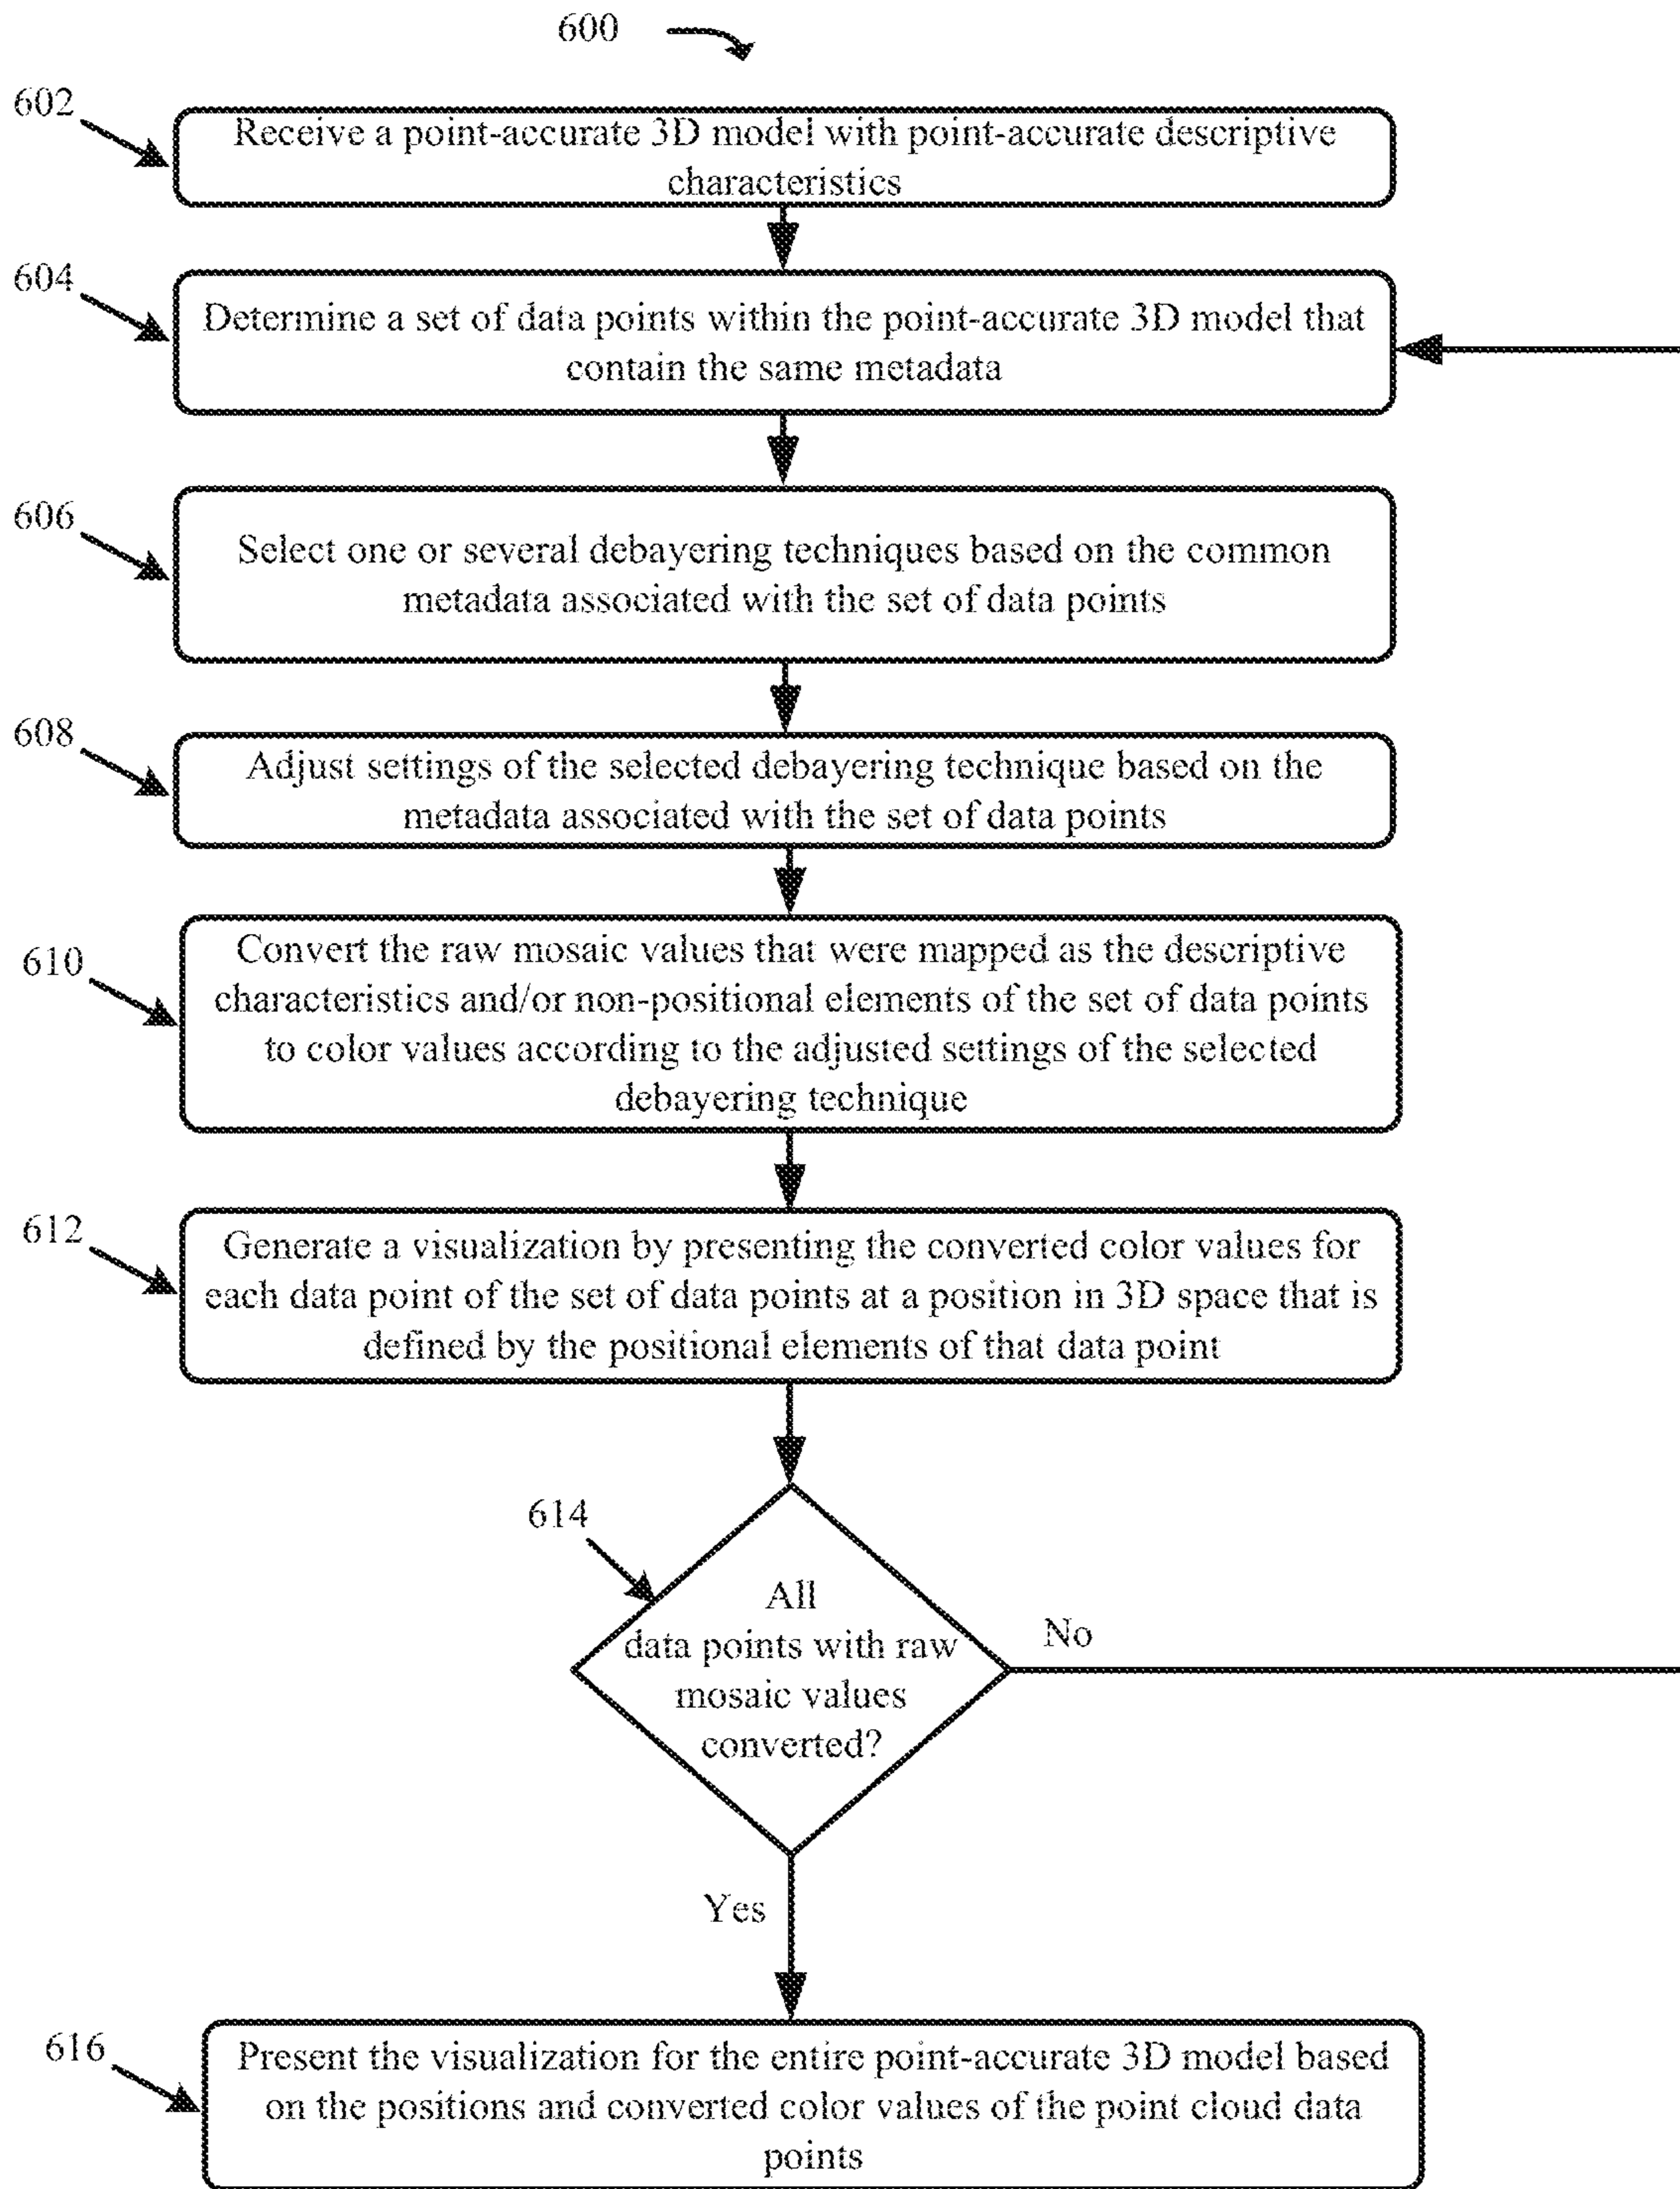 600
602
Receive a point-accurate 3D model with point-accurate descriptive
characteristics
604
Determine a set of data points within the point-accurate 3D model that
contain the same metadata
606
Select one or several debayering techniques based on the common
metadata associated with the set of data points
608
Adjust settings of the selected debayering technique based on the
metadata associated with the set of data points
610
Convert the raw mosaic values that were mapped as the descriptive
characteristics and/or non-positional elements of the set of data points
to color values according to the adjusted settings of the selected
debayering technique
612
Generate a visualization by presenting the converted color values for
each data point of the set of data points at a position in 3D space that is
defined by the positional elements of that data point
614
All
data points with raw
mosaic values
converted?
No
Yes
616
Present the visualization for the entire point-accurate 3D model based
on the positions and converted color values of the point cloud data
points